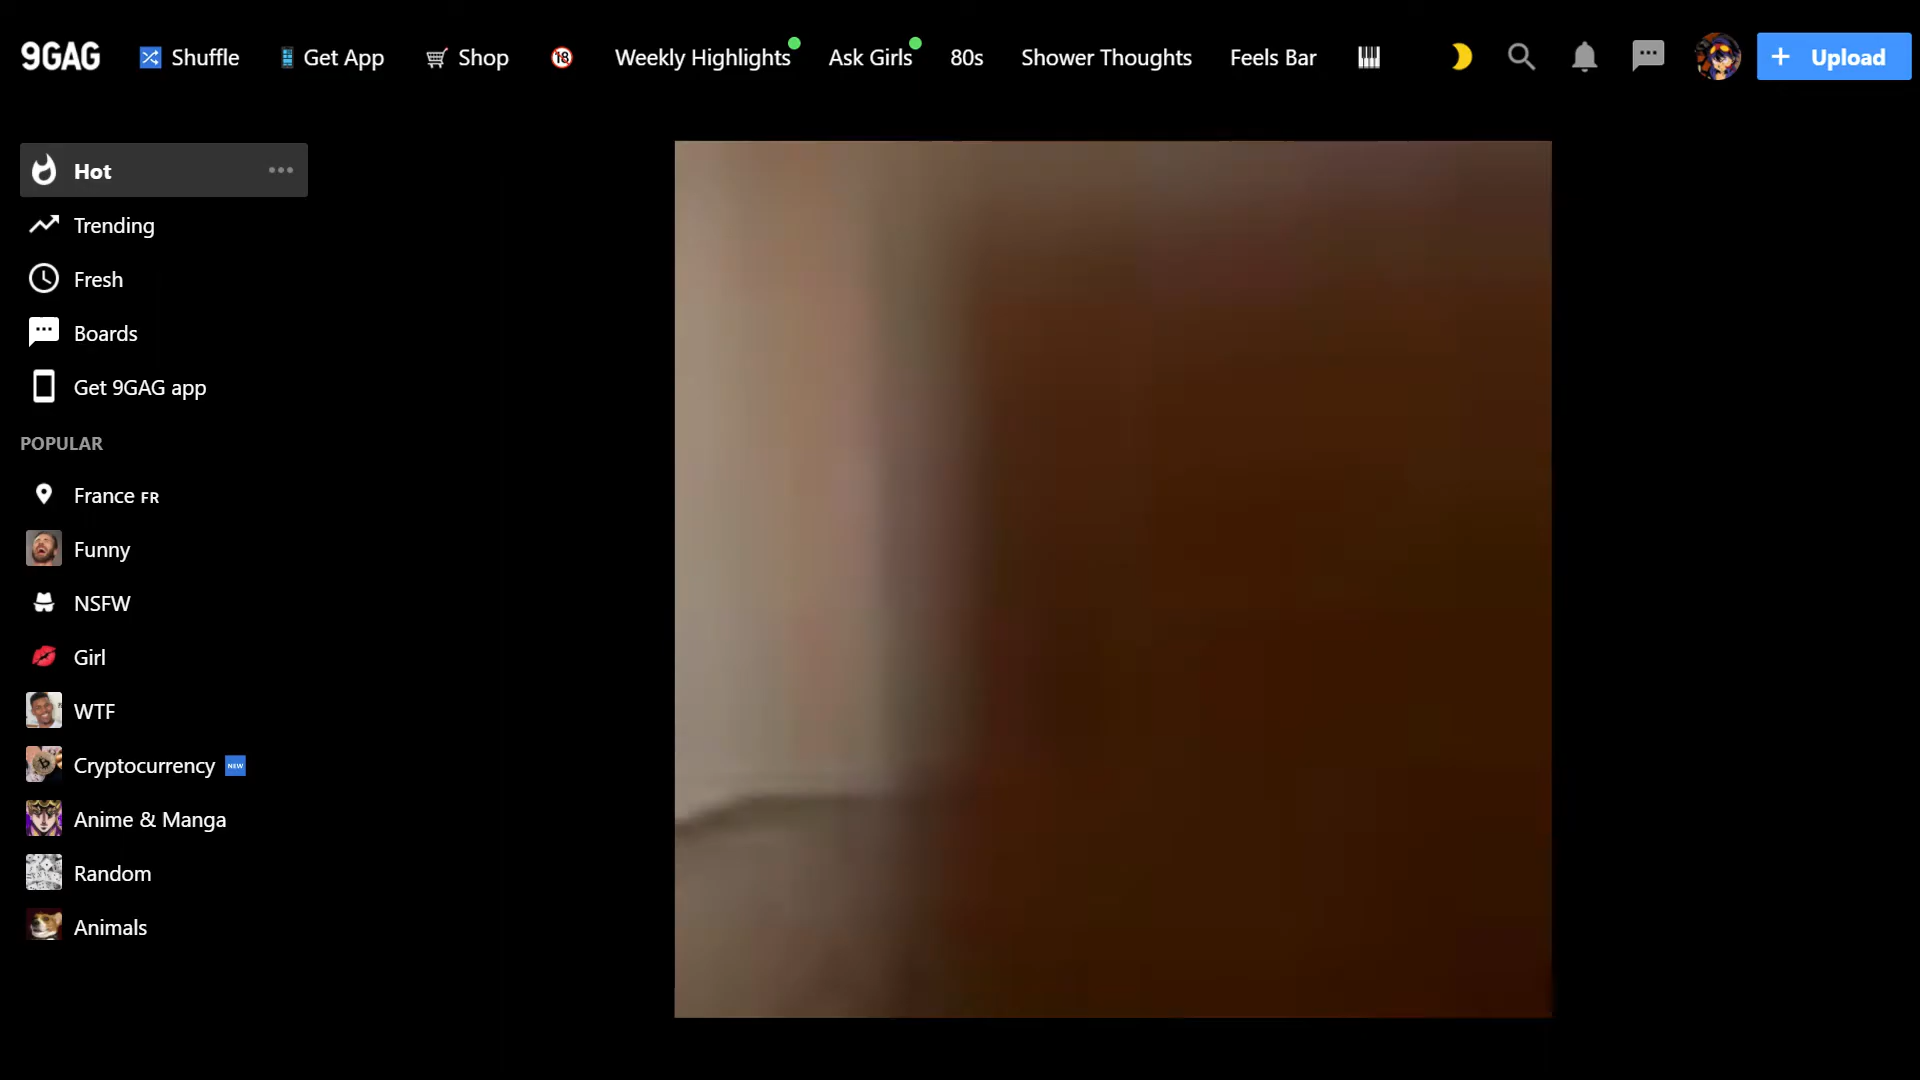 9GAG
Shuffle
Get App
Shop
18
Weekly Highlights
Ask Girls
80s
Shower Thoughts
Feels Bar
+ Upload
Hot
Trending
Fresh
Boards
Get 9GAG app
POPULAR
France FR
Funny
NSFW
Girl
WTF
Cryptocurrency NEW
Anime & Manga
Random
Animals